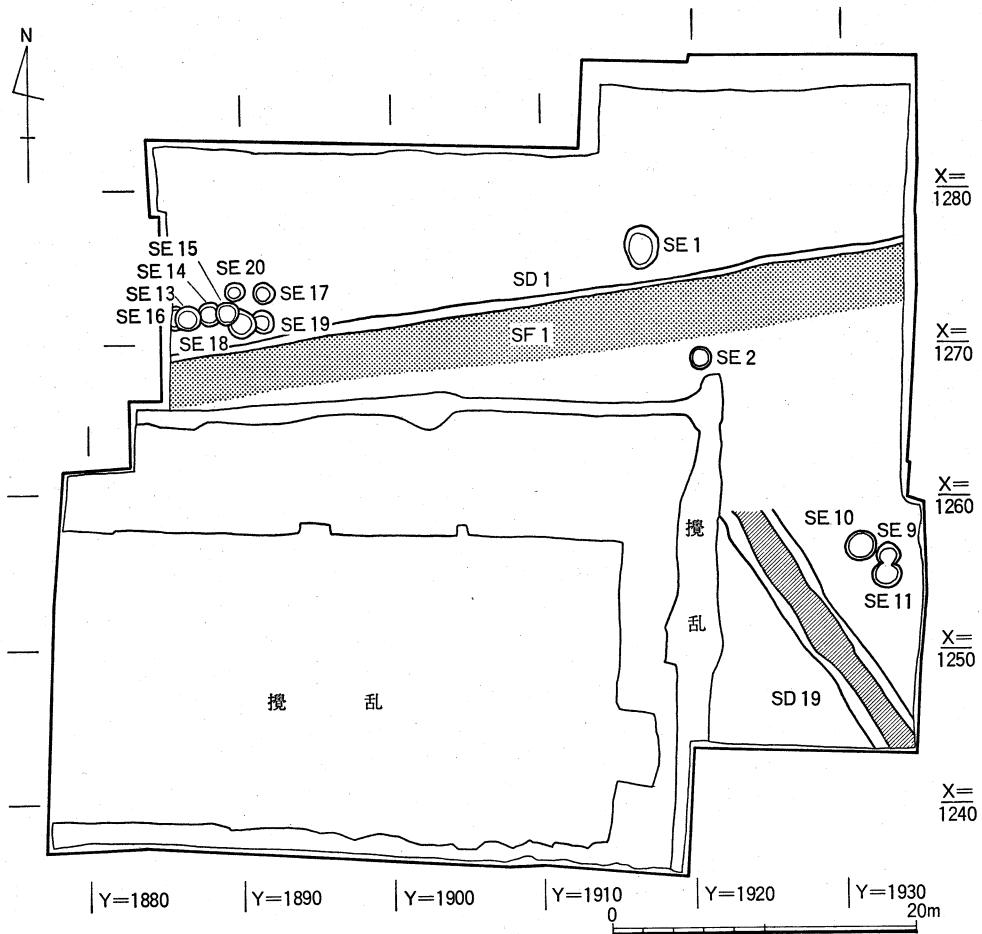 N
X=
1280
SE 15
SE 14
SE 20
SE 1
SE 13
SE 17
SD 1
SE 16
SE 19
SE 18
SF 1
X=
1270
SE 2
X=
1260
SE 10
SE 9
攪
乱
SE 11
X=
1250
攪 乱
SD 19
X=
1240
Y=1880
Y=1890
Y=1900
Y=1910
Y=1920
Y=1930
0
20m